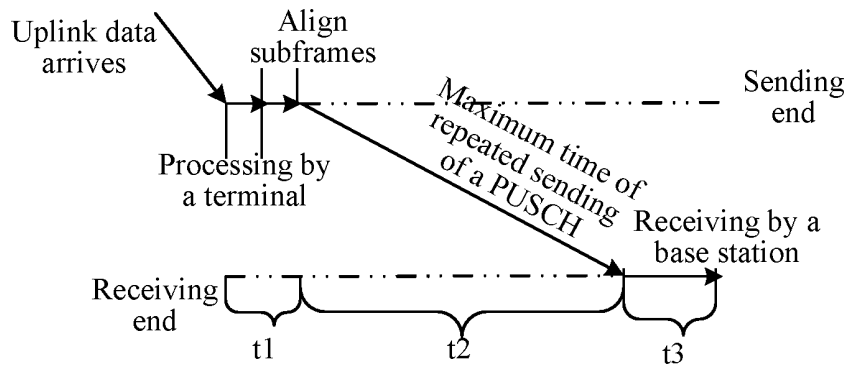 Uplink data
arrives
Align
subframes
Sending
end
Processing by
a terminal
Maximum time of
repeated sending
of a PUSCH
Receiving by a
base station
Receiving
end
t1
t2
t3